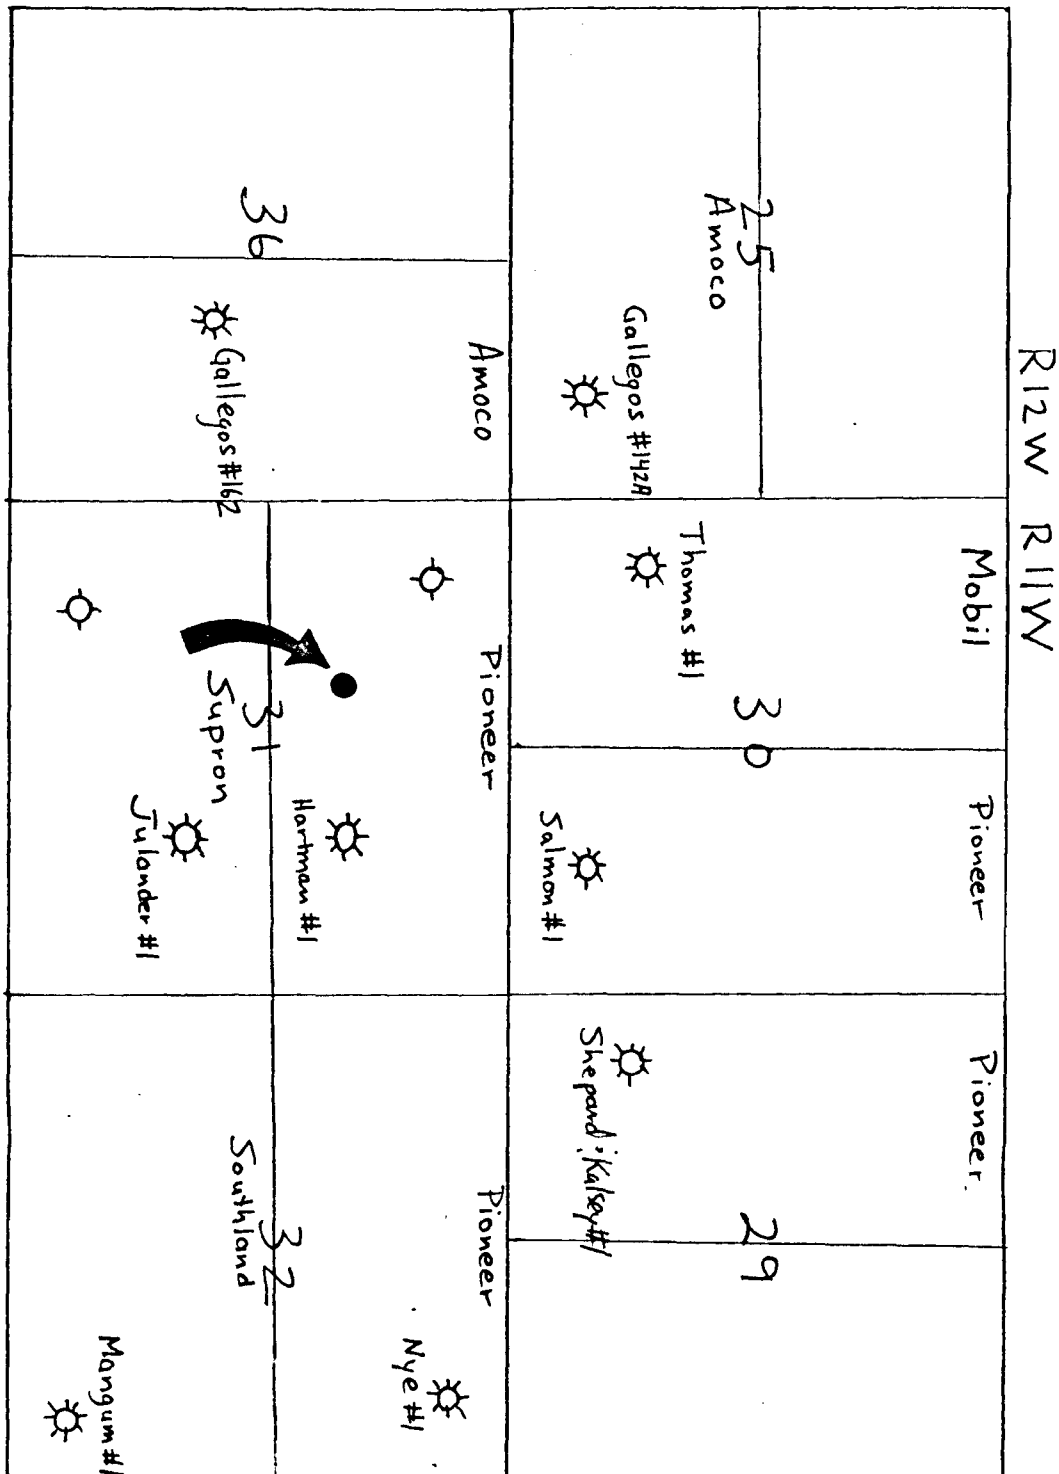 R12W R11W
Mobil
Pioneer
Pioneer
25
Amoco
30
29
Thomas #1
Gallegos #142A
Salmon #1
Shepard & Kelsey #1
Amoco
Pioneer
Pioneer
Nye #1
Hartman #1
36
31
32
Gallegos #162
Supron
Southland
Julander #1
Mangum #1